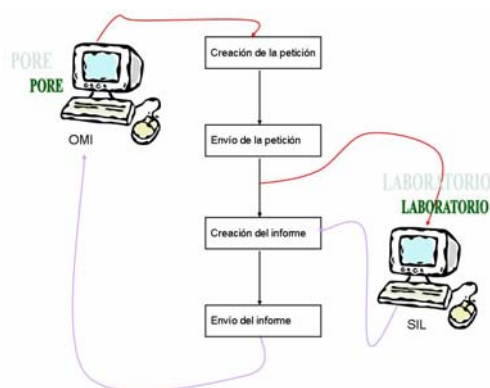 Creación de la petición
PORE
PORE
OMI
Envío de la petición
LABORATORIO
LABORATORIO
Creación del informe
Envío del informe
SIL